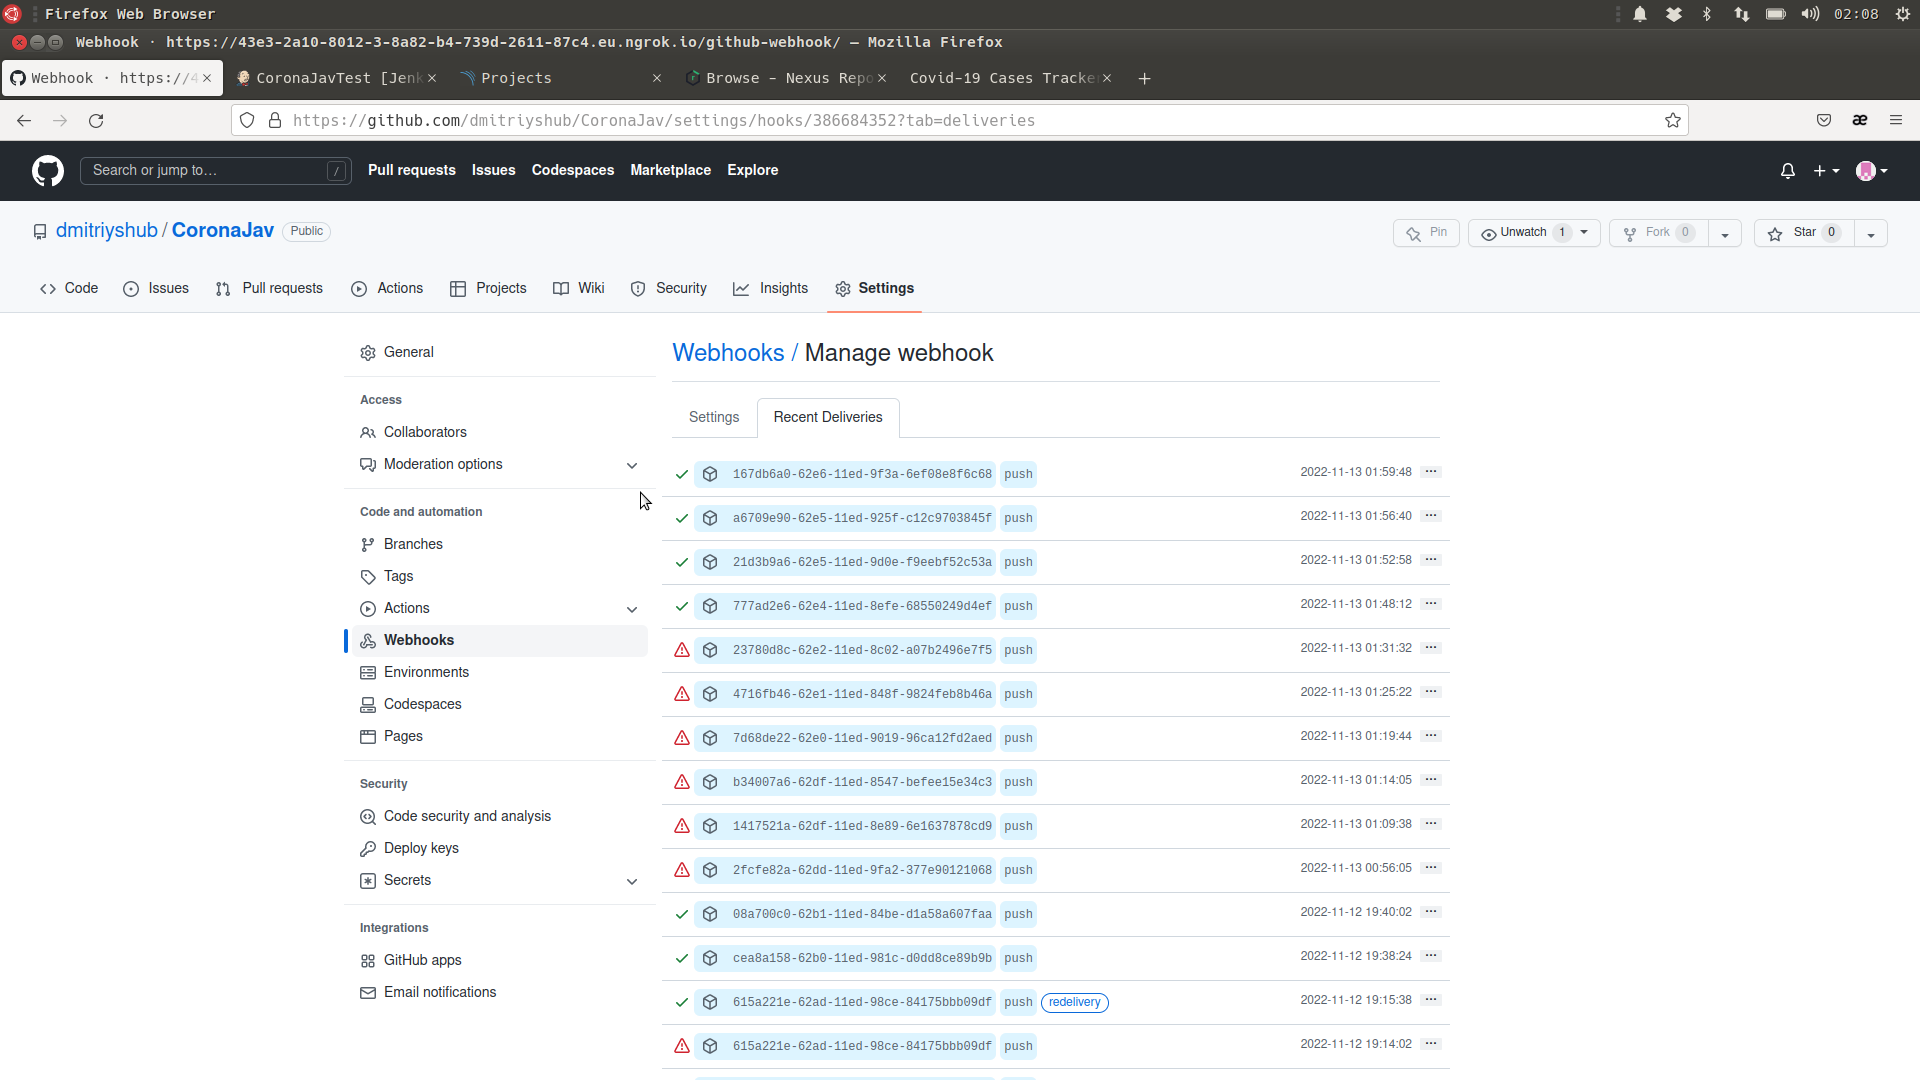 Firefox Web Browser
02:08
Webhook · https://43e3-2a10-8012-3-8a82-b4-739d-2611-87c4.eu.ngrok.io/github-webhook/ — Mozilla Firefox
Webhook · https://4
CoronaJavTest [Jenk
Projects
Browse - Nexus Repo
Covid-19 Cases Tracke
https://github.com/dmitriyshub/CoronaJav/settings/hooks/386684352?tab=deliveries
Search or jump to…
/
Pull requests
Issues
Codespaces
Marketplace
Explore
dmitriyshub / CoronaJav
Public
Pin
Unwatch 1
Fork 0
Star 0
Code
Issues
Pull requests
Actions
Projects
Wiki
Security
Insights
Settings
General
Access
Collaborators
Moderation options
Code and automation
Branches
Tags
Actions
Webhooks
Environments
Codespaces
Pages
Security
Code security and analysis
Deploy keys
Secrets
Integrations
GitHub apps
Email notifications
Webhooks / Manage webhook
Settings
Recent Deliveries
167db6a0-62e6-11ed-9f3a-6ef08e8f6c68 push 2022-11-13 01:59:48
a6709e90-62e5-11ed-925f-c12c9703845f push 2022-11-13 01:56:40
21d3b9a6-62e5-11ed-9d0e-f9eebf52c53a push 2022-11-13 01:52:58
777ad2e6-62e4-11ed-8efe-68550249d4ef push 2022-11-13 01:48:12
23780d8c-62e2-11ed-8c02-a07b2496e7f5 push 2022-11-13 01:31:32
4716fb46-62e1-11ed-848f-9824feb8b46a push 2022-11-13 01:25:22
7d68de22-62e0-11ed-9019-96ca12fd2aed push 2022-11-13 01:19:44
b34007a6-62df-11ed-8547-befee15e34c3 push 2022-11-13 01:14:05
1417521a-62df-11ed-8e89-6e1637878cd9 push 2022-11-13 01:09:38
2fcfe82a-62dd-11ed-9fa2-377e90121068 push 2022-11-13 00:56:05
08a700c0-62b1-11ed-84be-d1a58a607faa push 2022-11-12 19:40:02
cea8a158-62b0-11ed-981c-d0dd8ce89b9b push 2022-11-12 19:38:24
615a221e-62ad-11ed-98ce-84175bbb09df push redelivery 2022-11-12 19:15:38
615a221e-62ad-11ed-98ce-84175bbb09df push 2022-11-12 19:14:02